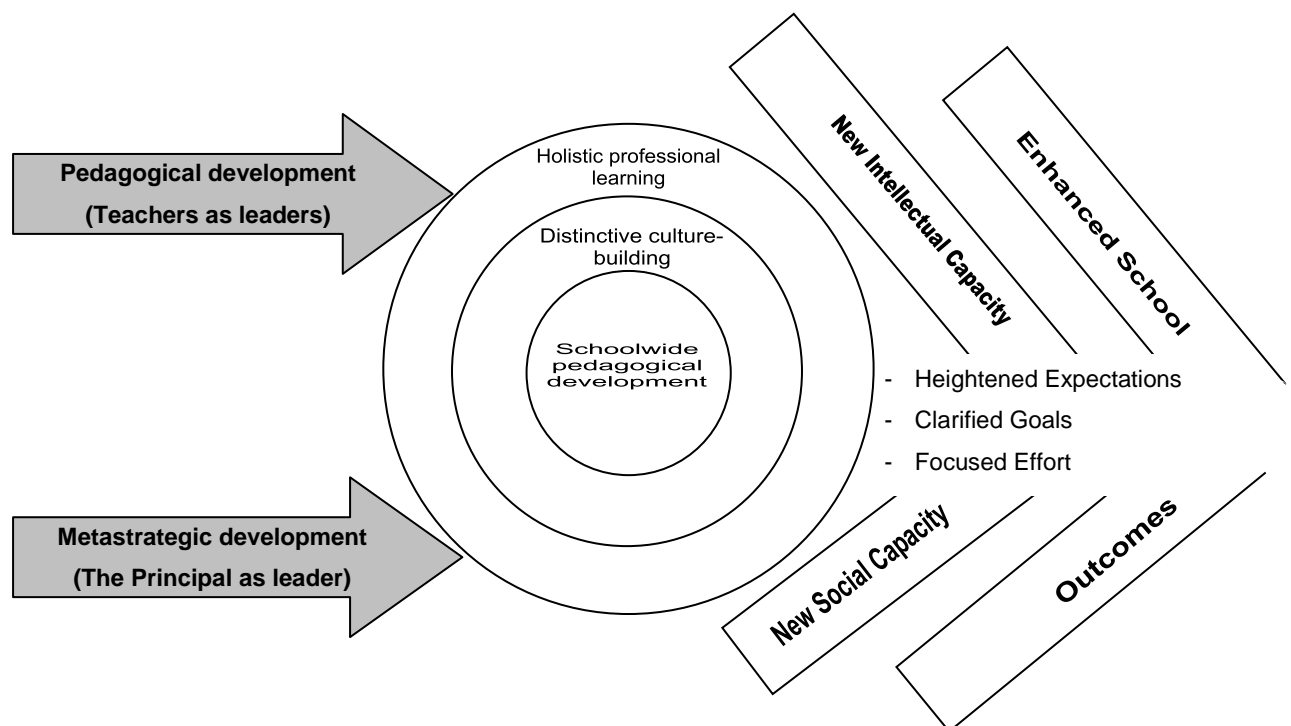 Pedagogical development
(Teachers as leaders)
Metastrategic development
(The Principal as leader)
Holistic professional
learning
Distinctive culture-
building
Schoolwide
pedagogical
development
New Intellectual Capacity
Enhanced School
- Heightened Expectations
- Clarified Goals
- Focused Effort
New Social Capacity
Outcomes